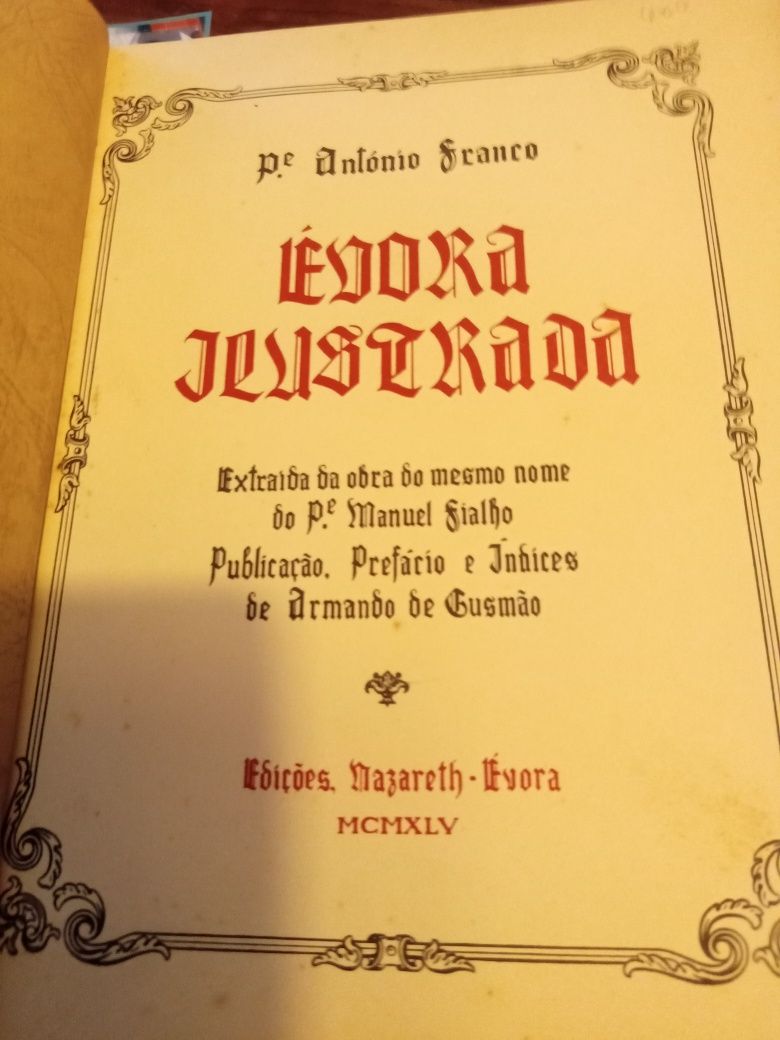 P.e António Franco
ÉVORA
ILUSTRADA
Extraída da obra do mesmo nome
do P.e Manuel Fialho
Publicação, Prefácio e Índices
de Armando de Gusmão
Edições, Nazareth - Évora
MCMXLV